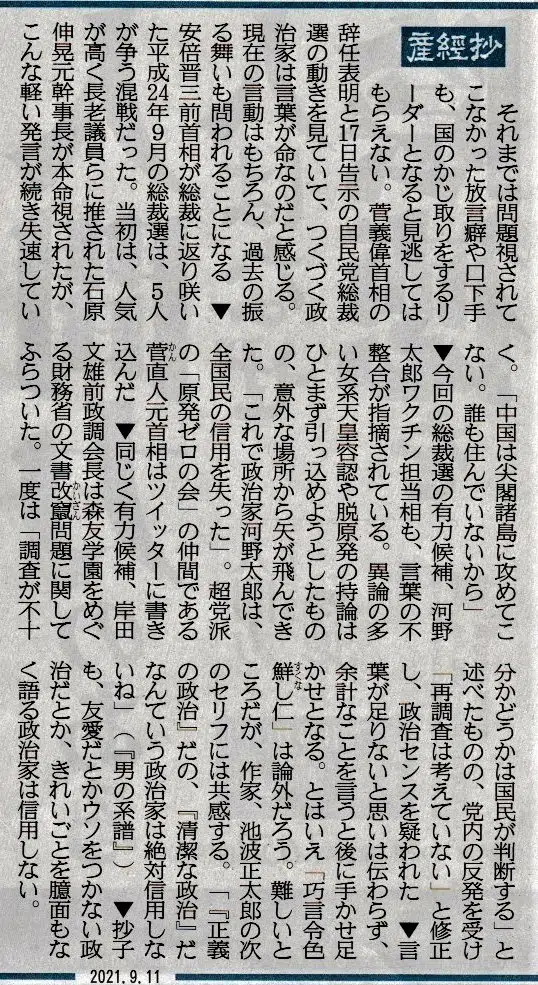 産經抄
それまでは問題視されて
こなかった放言癖や口下手
も、国のかじ取りをするリ
ーダーとなると見逃しては
もらえない。菅義偉首相の
辞任表明と17日告示の自民党総裁
選の動きを見ていて、つくづく政
治家は言葉が命なのだと感じる。
現在の言動はもちろん、過去の振
る舞いも問われることになる▼
安倍晋三前首相が総裁に返り咲い
た平成24年9月の総裁選は、5人
が争う混戦だった。当初は、人気
が高く長老議員らに推された石原
伸晃元幹事長が本命視されたが、
こんな軽い発言が続き失速してい
く。「中国は尖閣諸島に攻めてこ
ない。誰も住んでいないから」
▼今回の総裁選の有力候補、河野
太郎ワクチン担当相も、言葉の不
整合が指摘されている。異論の多
い女系天皇容認や脱原発の持論は
ひとまず引っ込めようとしたもの
の、意外な場所から矢が飛んでき
た。「これで政治家河野太郎は、
全国民の信用を失った」。超党派
の「原発ゼロの会」の仲間である
菅直人元首相はツイッターに書き
かん
込んだ▼同じく有力候補、岸田
文雄前政調会長は森友学園をめぐ
る財務省の文書改竄問題に関して
かいざん
ふらついた。一度は「調査が不十
分かどうかは国民が判断する」と
述べたものの、党内の反発を受け
「再調査は考えていない」と修正
し、政治センスを疑われた▼言
葉が足りないと思いは伝わらず、
余計なことを言うと後に手かせ足
かせとなる。とはいえ「巧言令色
鮮し仁」は論外だろう。難しいと
すくな
ころだが、作家、池波正太郎の次
のセリフには共感する。「『正義
の政治』だの、『清潔な政治』だ
なんていう政治家は絶対信用しな
いね」(『男の系譜』)▼抄子
も、友愛だとかウソをつかない政
治だとか、きれいごとを臆面もな
く語る政治家は信用しない。
2021.9.11